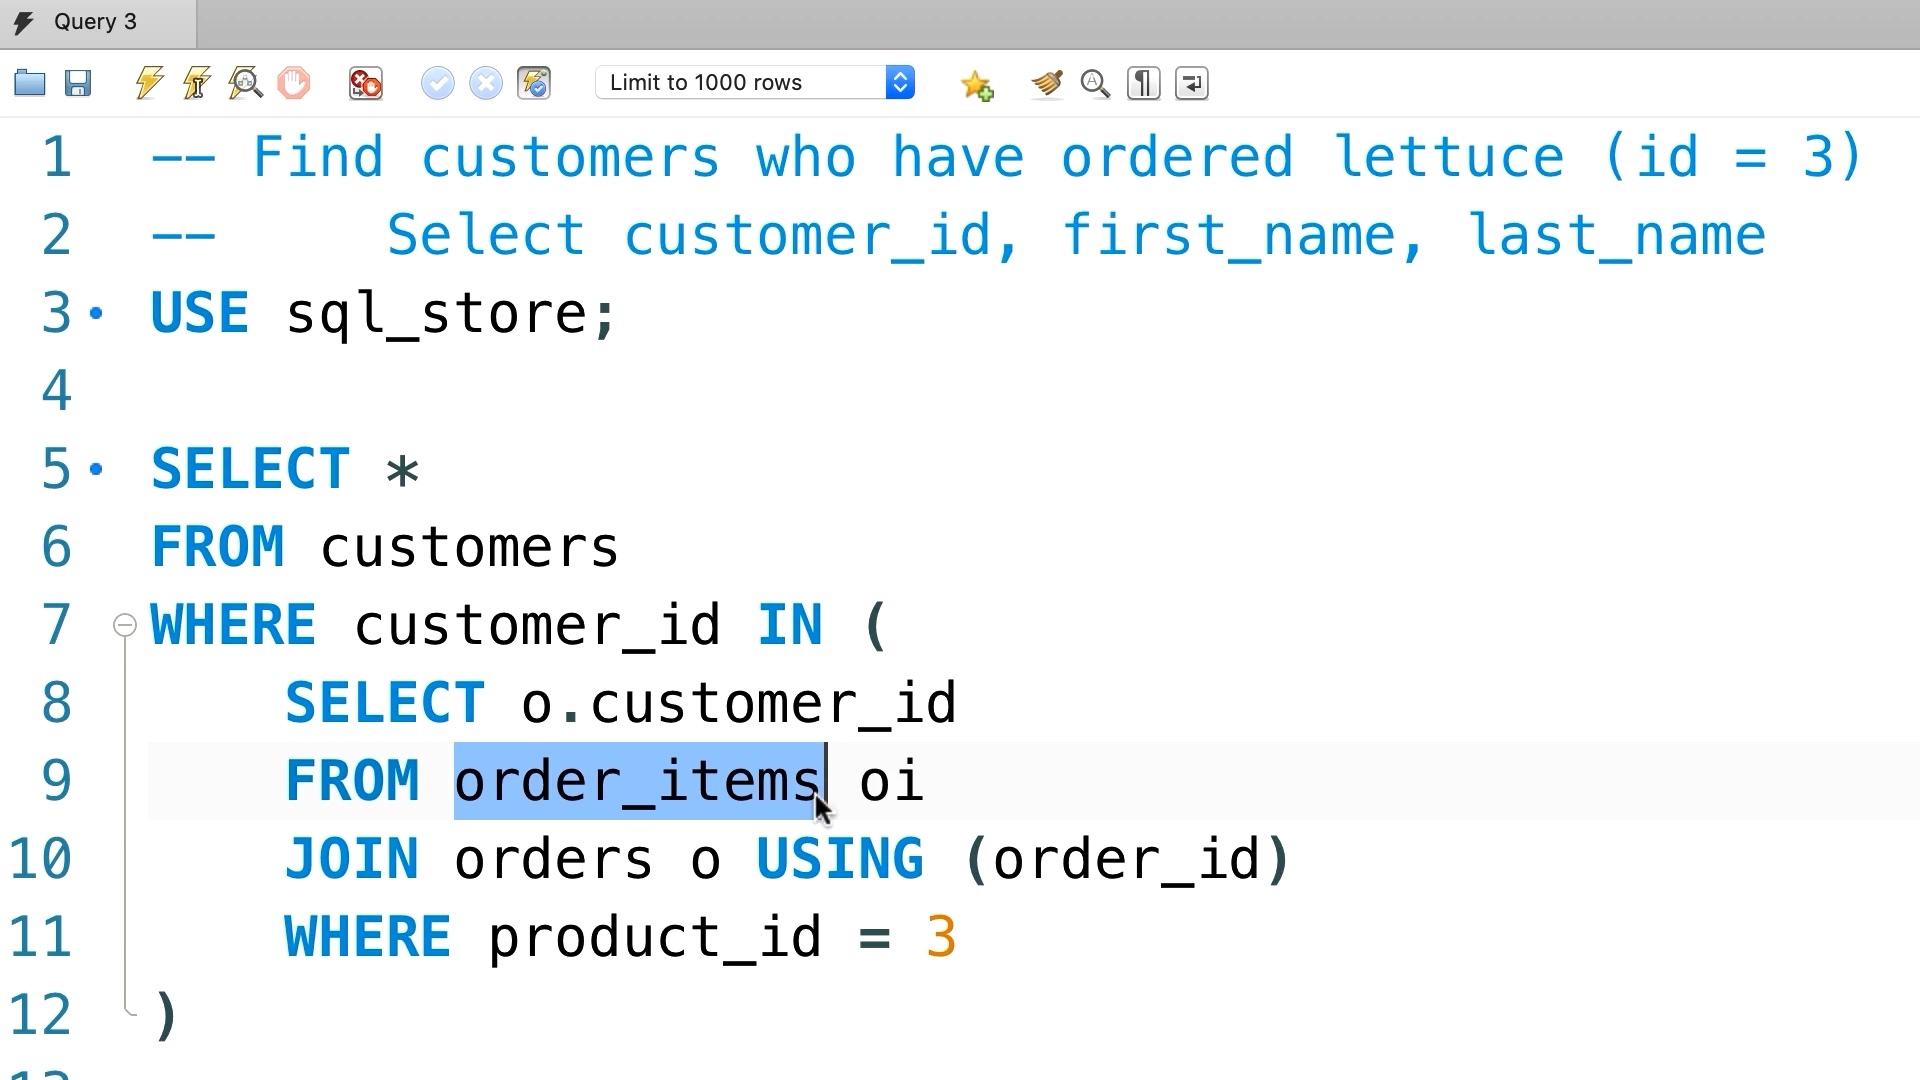 Query 3
Limit to 1000 rows
1 -- Find customers who have ordered lettuce (id = 3)
2 --     Select customer_id, first_name, last_name
3 USE sql_store;
4
5 SELECT *
6 FROM customers
7 WHERE customer_id IN (
8     SELECT o.customer_id
9     FROM order_items oi
10     JOIN orders o USING (order_id)
11     WHERE product_id = 3
12 )